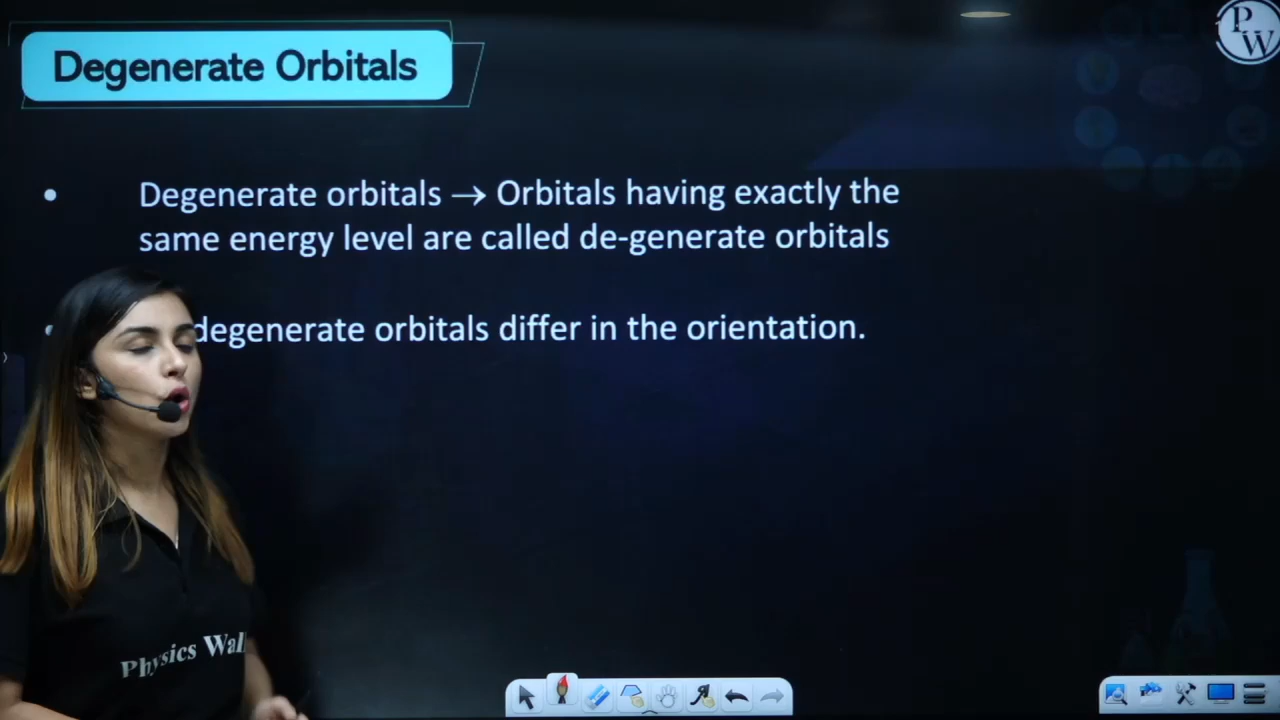 Degenerate Orbitals
PW
• Degenerate orbitals → Orbitals having exactly the
same energy level are called de-generate orbitals
• degenerate orbitals differ in the orientation.
Physics Wal